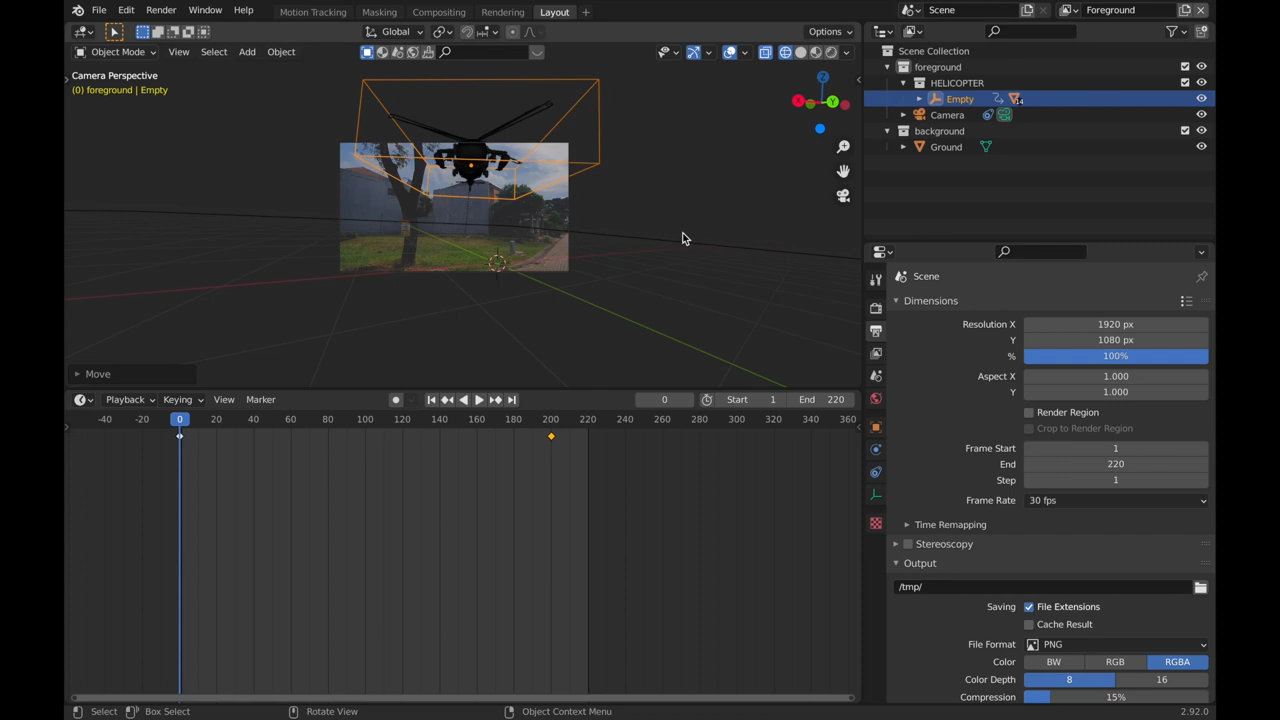 File Edit Render Window Help Motion Tracking Masking Compositing Rendering Layout + Scene Foreground
Global Options
Object Mode View Select Add Object
Camera Perspective
(0) foreground | Empty
X Y Z
Move
Scene Collection
foreground
HELICOPTER
Empty 14
Camera
background
Ground
Playback Keying View Marker 0 Start 1 End 220
-40 -20 0 20 40 60 80 100 120 140 160 180 200 220 240 260 280 300 320 340 360
Scene
Dimensions
Resolution X 1920 px
Y 1080 px
% 100%
Aspect X 1.000
Y 1.000
Render Region
Crop to Render Region
Frame Start 1
End 220
Step 1
Frame Rate 30 fps
Time Remapping
Stereoscopy
Output
/tmp/
Saving File Extensions
Cache Result
File Format PNG
Color BW RGB RGBA
Color Depth 8 16
Compression 15%
Select Box Select Rotate View Object Context Menu 2.92.0